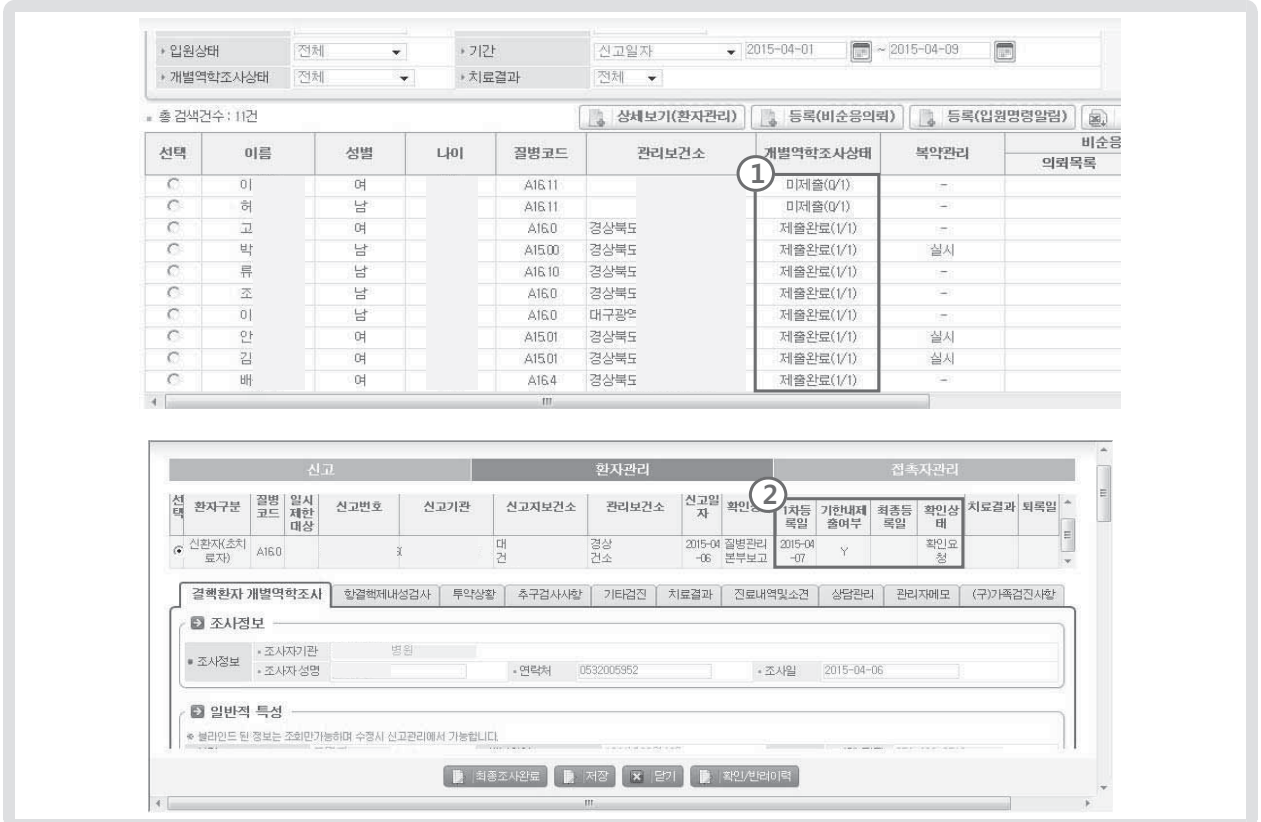 입원상태 전체 기간 신고일자 2015-04-01 ~ 2015-04-09
개별역학조사상태 전체 치료결과 전체
총 검색건수 : 11건 상세보기(환자관리) 등록(비순응의뢰) 등록(입원명령알림)
선택 이름 성별 나이 질병코드 관리보건소 개별역학조사상태 복약관리 비순응
의뢰목록
①
이 여 A16.11 미제출(0/1) -
허 남 A16.11 미제출(0/1) -
고 여 A16.0 경상북도 제출완료(1/1) -
박 남 A15.00 경상북도 제출완료(1/1) 실시
류 남 A16.10 경상북도 제출완료(1/1) -
조 남 A16.0 경상북도 제출완료(1/1) -
이 남 A16.0 대구광역 제출완료(1/1) -
안 여 A15.01 경상북도 제출완료(1/1) 실시
김 여 A15.01 경상북도 제출완료(1/1) 실시
배 여 A16.4 경상북도 제출완료(1/1) -
신고 환자관리 접촉자관리
②
선택 환자구분 질병코드 일시제한대상 신고번호 신고기관 신고지보건소 관리보건소 신고일자 확인상 1차등록일 기한내제출여부 최종등록일 확인상태 치료결과 퇴록일
신환자(초치료자) A16.0 대 건 경상 건소 2015-04-06 질병관리본부보고 2015-04-07 Y 확인요청
결핵환자 개별역학조사 항결핵제내성검사 투약상황 추구검사사항 기타검진 치료결과 진료내역및소견 상담관리 관리자메모 (구)가족검진사항
조사정보
조사정보 조사자기관 병원
조사자 성명 연락처 0532005952 조사일 2015-04-06
일반적 특성
※ 블라인드 된 정보는 조회만가능하며 수정시 신고관리에서 가능합니다.
최종조사완료 저장 닫기 확인/반려이력